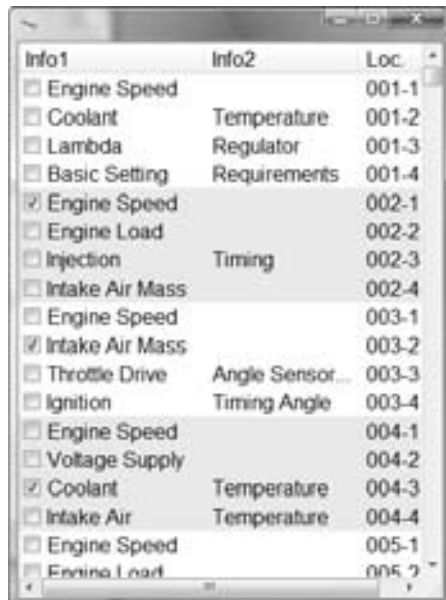 Info1 Info2 Loc.
Engine Speed 001-1
Coolant Temperature 001-2
Lambda Regulator 001-3
Basic Setting Requirements 001-4
Engine Speed 002-1
Engine Load 002-2
Injection Timing 002-3
Intake Air Mass 002-4
Engine Speed 003-1
Intake Air Mass 003-2
Throttle Drive Angle Sensor... 003-3
Ignition Timing Angle 003-4
Engine Speed 004-1
Voltage Supply 004-2
Coolant Temperature 004-3
Intake Air Temperature 004-4
Engine Speed 005-1
Engine Load 005-2